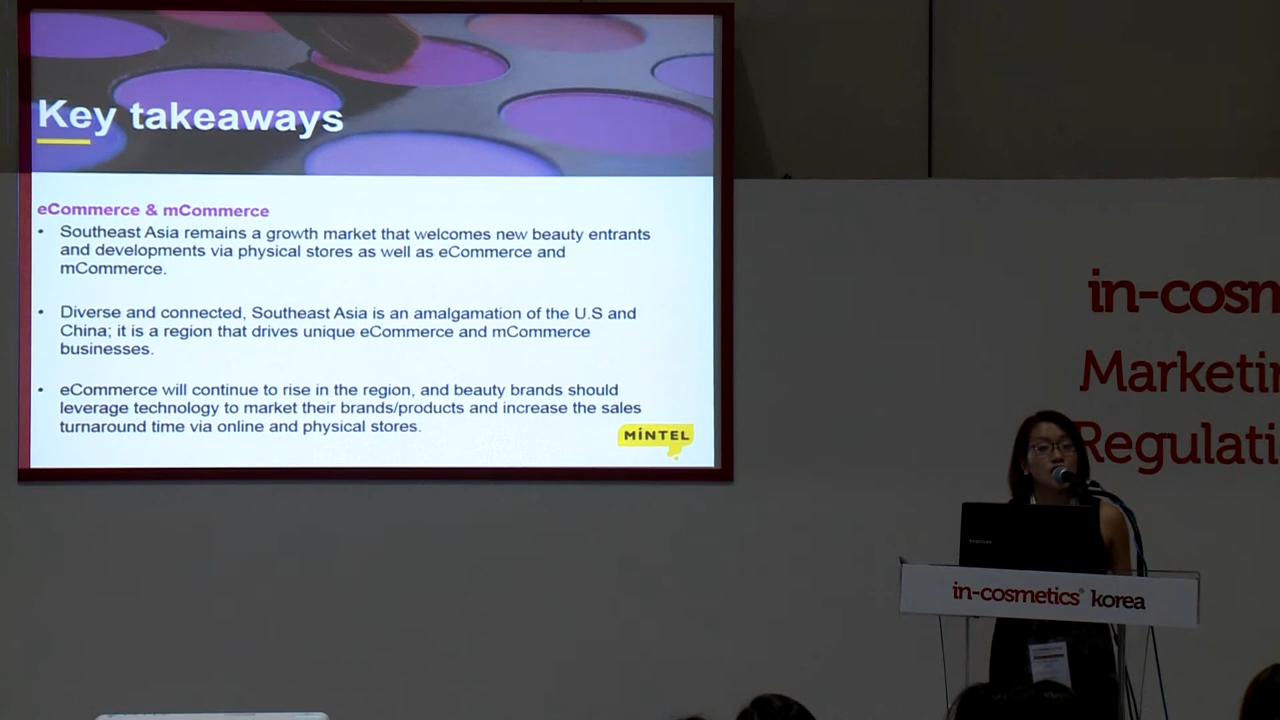 Key takeaways
eCommerce & mCommerce
• Southeast Asia remains a growth market that welcomes new beauty entrants
and developments via physical stores as well as eCommerce and
mCommerce.
• Diverse and connected, Southeast Asia is an amalgamation of the U.S and
China; it is a region that drives unique eCommerce and mCommerce
businesses.
• eCommerce will continue to rise in the region, and beauty brands should
leverage technology to market their brands/products and increase the sales
turnaround time via online and physical stores.
MINTEL
in-cosm
Marketin
Regulati
in-cosmetics® korea